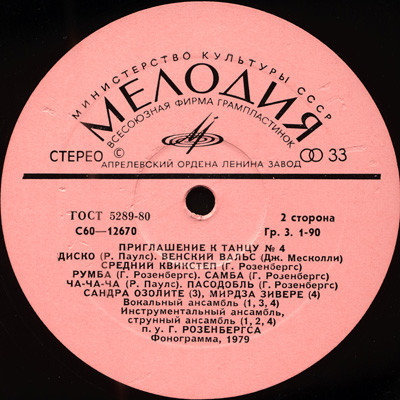 МИНИСТЕРСТВО КУЛЬТУРЫ СССР
МЕЛОДИЯ
ВСЕСОЮЗНАЯ ФИРМА ГРАМПЛАСТИНОК
СТЕРЕО © 33
АПРЕЛЕВСКИЙ ОРДЕНА ЛЕНИНА ЗАВОД
ГОСТ 5289-80 2 сторона
С60—12670 Гр. 3. 1-90
ПРИГЛАШЕНИЕ К ТАНЦУ № 4
ДИСКО (Р. Паулс). ВЕНСКИЙ ВАЛЬС (Дж. Месколли)
СРЕДНИЙ КВИКСТЕП (Г. Розенбергс)
РУМБА (Г. Розенбергс). САМБА (Г. Розенбергс)
ЧА-ЧА-ЧА (Р. Паулс). ПАСОДОБЛЬ (Г. Розенбергс)
САНДРА ОЗОЛИТЕ (3), МИРДЗА ЗИВЕРЕ (4)
Вокальный ансамбль (1, 3, 4)
Инструментальный ансамбль,
струнный ансамбль (1, 2, 4)
п. у. Г. РОЗЕНБЕРГСА
Фонограмма, 1979